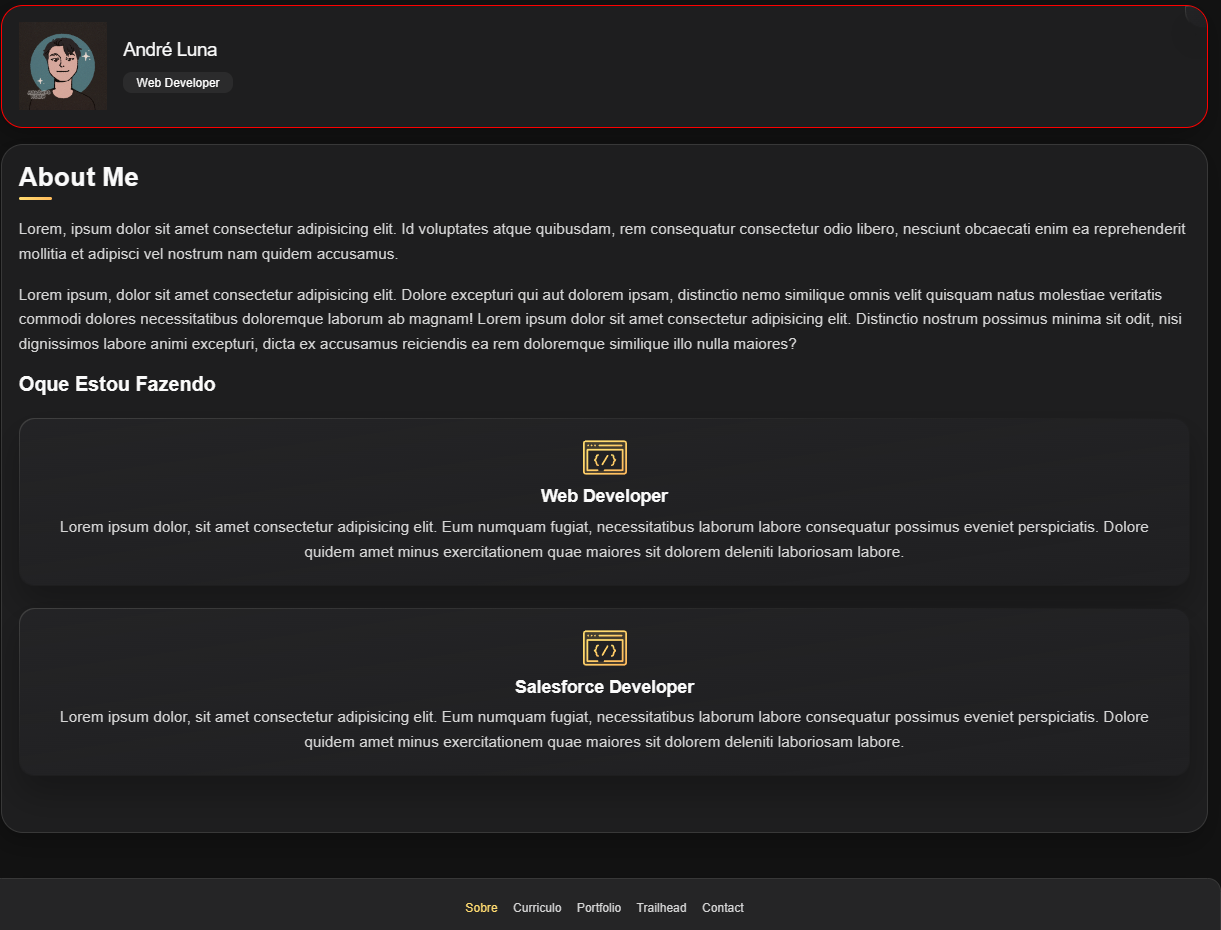 André Luna
Web Developer
About Me
Lorem, ipsum dolor sit amet consectetur adipisicing elit. Id voluptates atque quibusdam, rem consequatur consectetur odio libero, nesciunt obcaecati enim ea reprehenderit
mollitia et adipisci vel nostrum nam quidem accusamus.
Lorem ipsum, dolor sit amet consectetur adipisicing elit. Dolore excepturi qui aut dolorem ipsam, distinctio nemo similique omnis velit quisquam natus molestiae veritatis
commodi dolores necessitatibus doloremque laborum ab magnam! Lorem ipsum dolor sit amet consectetur adipisicing elit. Distinctio nostrum possimus minima sit odit, nisi
dignissimos labore animi excepturi, dicta ex accusamus reiciendis ea rem doloremque similique illo nulla maiores?
Oque Estou Fazendo
Web Developer
Lorem ipsum dolor, sit amet consectetur adipisicing elit. Eum numquam fugiat, necessitatibus laborum labore consequatur possimus eveniet perspiciatis. Dolore
quidem amet minus exercitationem quae maiores sit dolorem deleniti laboriosam labore.
Salesforce Developer
Lorem ipsum dolor, sit amet consectetur adipisicing elit. Eum numquam fugiat, necessitatibus laborum labore consequatur possimus eveniet perspiciatis. Dolore
quidem amet minus exercitationem quae maiores sit dolorem deleniti laboriosam labore.
Sobre Curriculo Portfolio Trailhead Contact